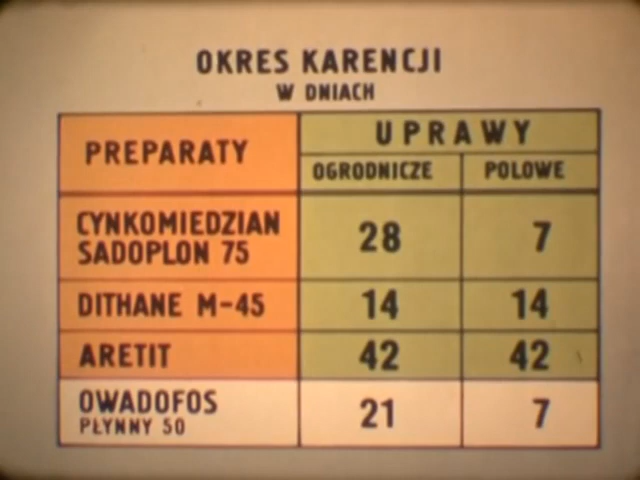 OKRES KARENCJI
W DNIACH
PREPARATY
UPRAWY
OGRODNICZE POLOWE
CYNKOMIEDZIAN
SADOPLON 75
28 7
DITHANE M-45 14 14
ARETIT 42 42
OWADOFOS
PŁYNNY 50
21 7